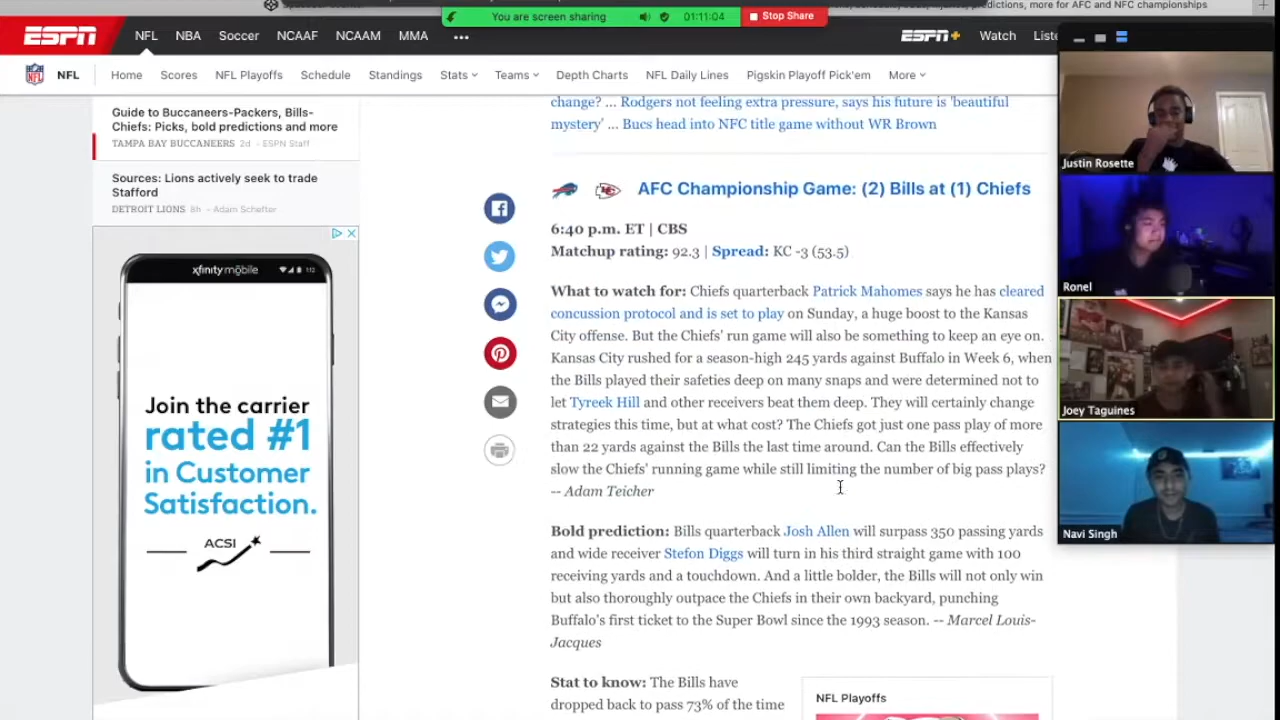 , more for AFC and NFC championships
You are screen sharing
01:11:04
Stop Share
ESPN
NFL
NBA
Soccer
NCAAF
NCAAM
MMA
•••
ESPN+
Watch
Liste
NFL
NFL
Home
Scores
NFL Playoffs
Schedule
Standings
Stats
Teams
Depth Charts
NFL Daily Lines
Pigskin Playoff Pick'em
More
Guide to Buccaneers-Packers, Bills-
Chiefs: Picks, bold predictions and more
TAMPA BAY BUCCANEERS 2d - ESPN Staff
Sources: Lions actively seek to trade
Stafford
DETROIT LIONS 8h - Adam Schefter
xfinity mobile
1:12
Join the carrier
rated #1
in Customer
Satisfaction.
ACSI
change? ... Rodgers not feeling extra pressure, says his future is 'beautiful
mystery' ... Bucs head into NFC title game without WR Brown
AFC Championship Game: (2) Bills at (1) Chiefs
6:40 p.m. ET | CBS
Matchup rating: 92.3 | Spread: KC -3 (53.5)
What to watch for: Chiefs quarterback Patrick Mahomes says he has cleared
concussion protocol and is set to play on Sunday, a huge boost to the Kansas
City offense. But the Chiefs' run game will also be something to keep an eye on.
Kansas City rushed for a season-high 245 yards against Buffalo in Week 6, when
the Bills played their safeties deep on many snaps and were determined not to
let Tyreek Hill and other receivers beat them deep. They will certainly change
strategies this time, but at what cost? The Chiefs got just one pass play of more
than 22 yards against the Bills the last time around. Can the Bills effectively
slow the Chiefs' running game while still limiting the number of big pass plays?
-- Adam Teicher
Bold prediction: Bills quarterback Josh Allen will surpass 350 passing yards
and wide receiver Stefon Diggs will turn in his third straight game with 100
receiving yards and a touchdown. And a little bolder, the Bills will not only win
but also thoroughly outpace the Chiefs in their own backyard, punching
Buffalo's first ticket to the Super Bowl since the 1993 season. -- Marcel Louis-
Jacques
Stat to know: The Bills have
dropped back to pass 73% of the time
NFL Playoffs
Justin Rosette
Ronel
Joey Taguines
Navi Singh